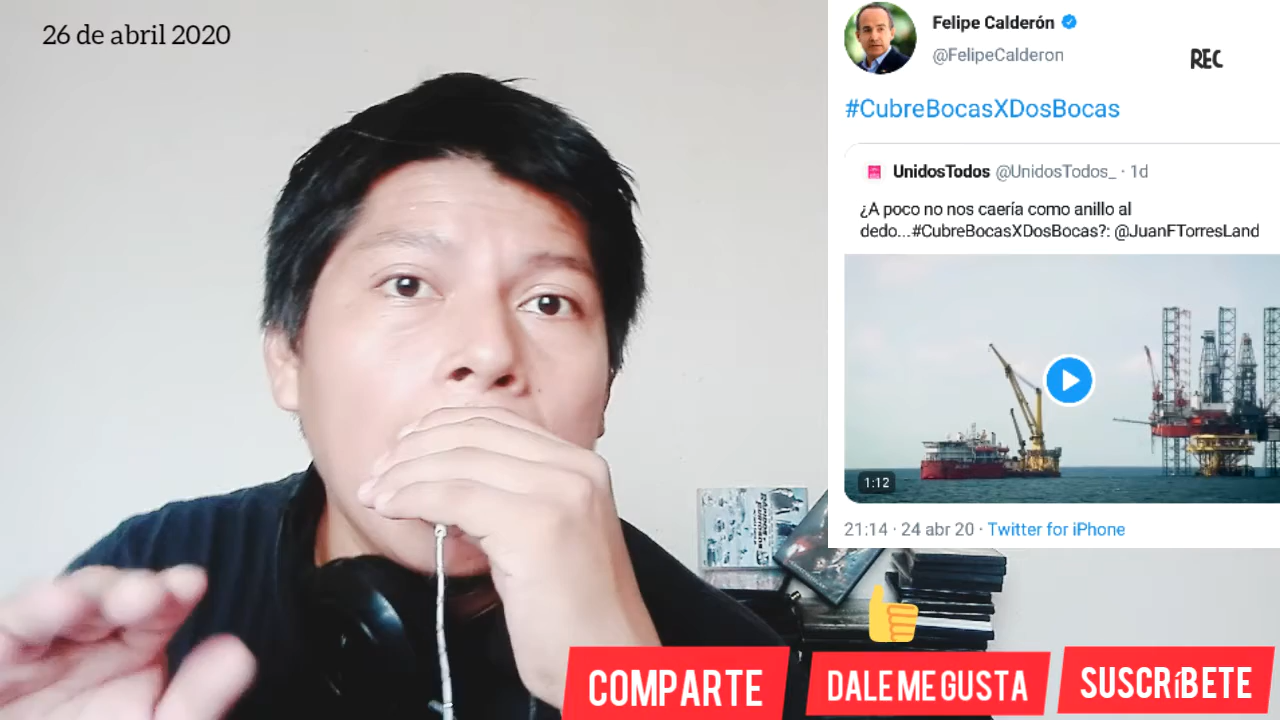 26 de abril 2020
Felipe Calderón
@FelipeCalderon
REC
#CubreBocasXDosBocas
UnidosTodos @UnidosTodos_ · 1d
¿A poco no nos caería como anillo al
dedo...#CubreBocasXDosBocas?: @JuanFTorresLand
1:12
21:14 · 24 abr 20 · Twitter for iPhone
COMPARTE
DALE ME GUSTA
SUSCRíBETE